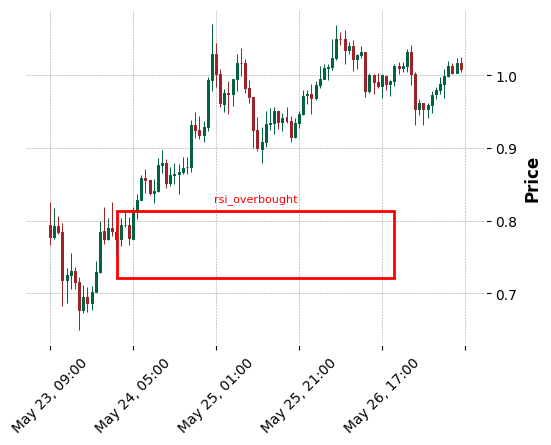 1.0
0.9
0.8
0.7
Price
rsi_overbought
May 23, 09:00
May 24, 05:00
May 25, 01:00
May 25, 21:00
May 26, 17:00